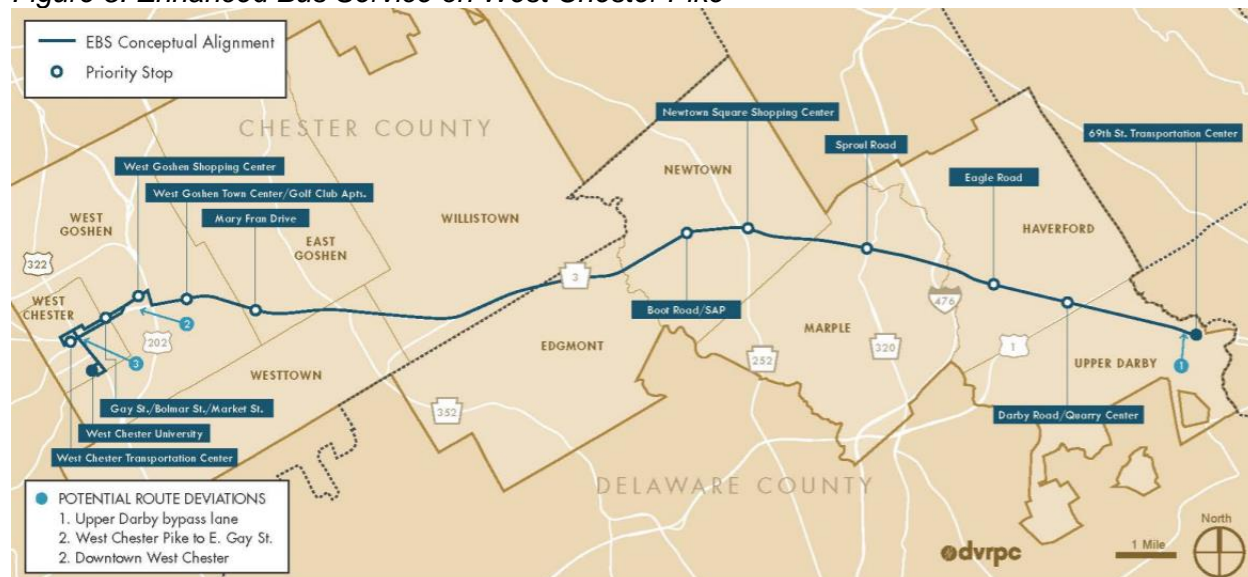 Figure 8. Enhanced Bus Service on West Chester Pike
EBS Conceptual Alignment
Priority Stop
CHESTER COUNTY
Newtown Square Shopping Center
69th St. Transportation Center
Sproul Road
West Goshen Shopping Center
NEWTOWN
Eagle Road
West Goshen Town Center/Golf Club Apts.
Mary Fran Drive
WILLISTOWN
WEST
GOSHEN
EAST
GOSHEN
HAVERFORD
322
3
WEST
CHESTER
2
202
3
Boot Road/SAP
476
MARPLE
EDGMONT
1
320
252
UPPER DARBY
1
WESTTOWN
352
Gay St./Bolmar St./Market St.
West Chester University
West Chester Transportation Center
Darby Road/Quarry Center
DELAWARE COUNTY
POTENTIAL ROUTE DEVIATIONS
1. Upper Darby bypass lane
2. West Chester Pike to E. Gay St.
2. Downtown West Chester
dvrpc
1 Mile
North